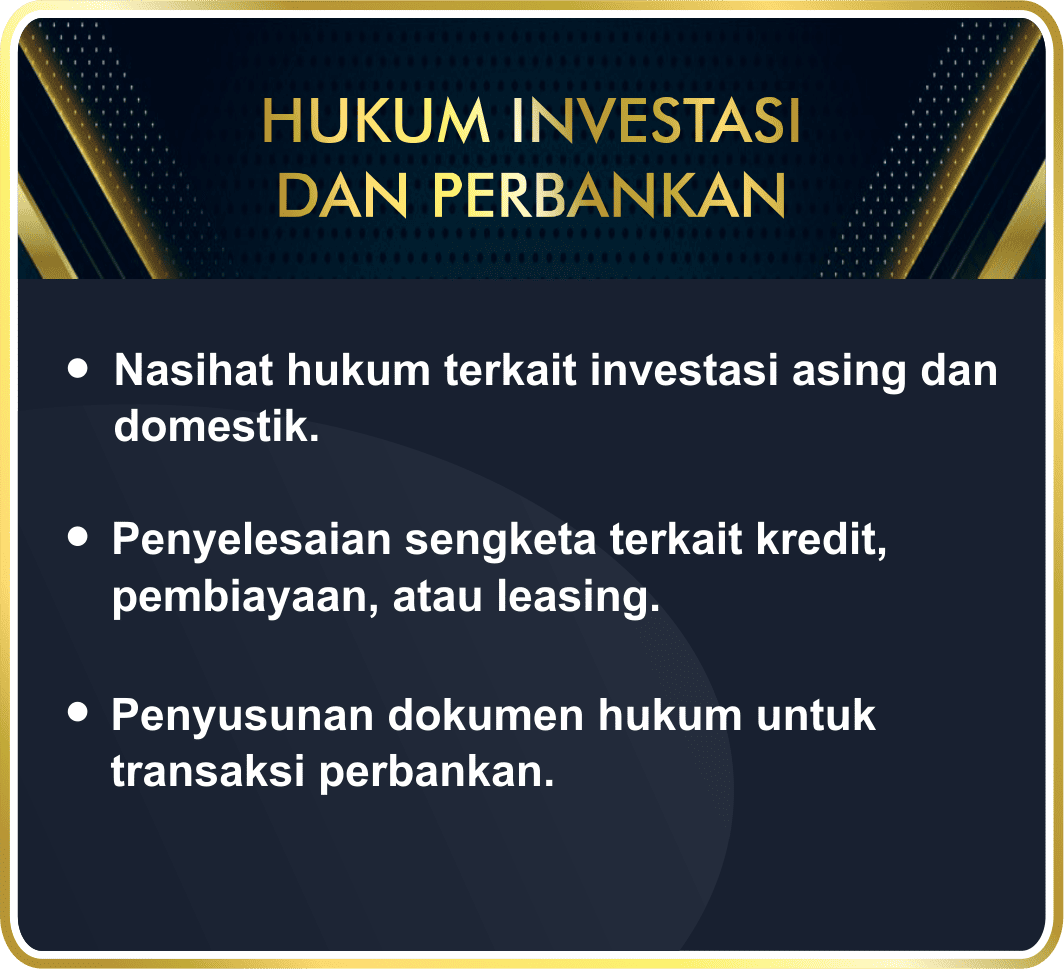 HUKUM INVESTASI
DAN PERBANKAN
• Nasihat hukum terkait investasi asing dan
domestik.
• Penyelesaian sengketa terkait kredit,
pembiayaan, atau leasing.
• Penyusunan dokumen hukum untuk
transaksi perbankan.